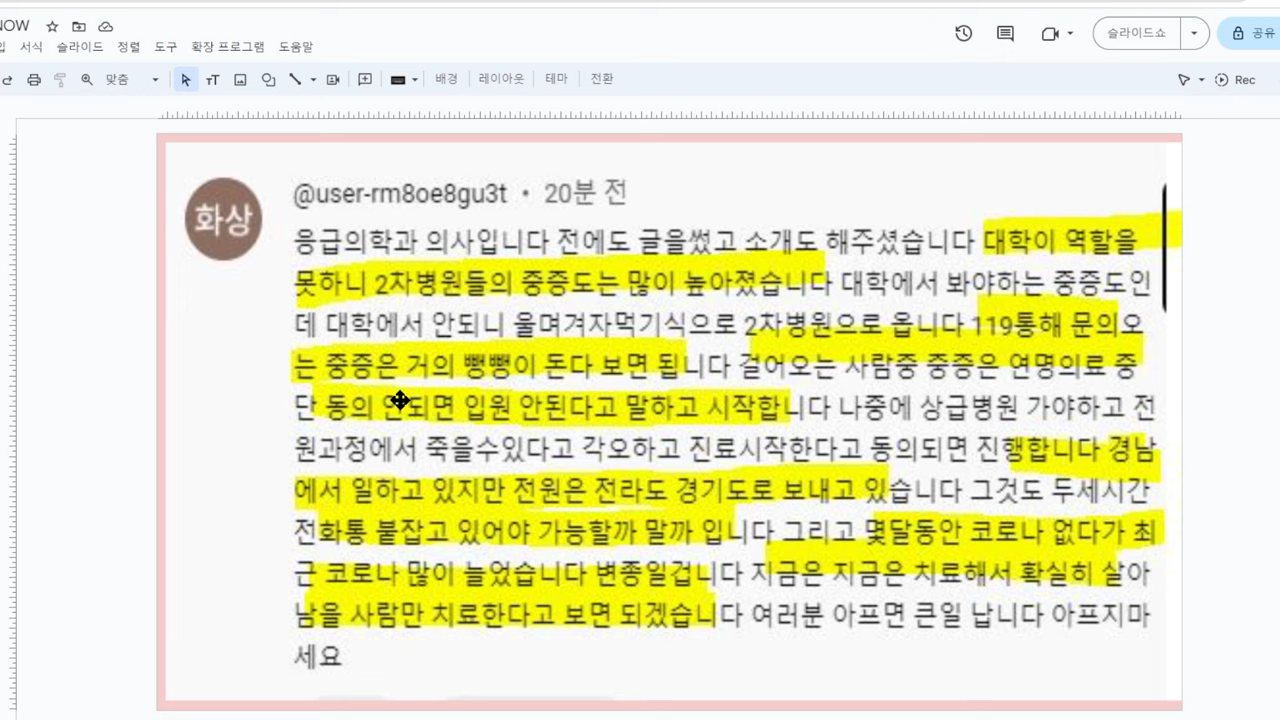 NOW
서식 슬라이드 정렬 도구 확장 프로그램 도움말
슬라이드쇼
공유
맞춤
배경 레이아웃 테마 전환
Rec
화상
@user-rm8oe8gu3t • 20분 전
응급의학과 의사입니다 전에도 글을썼고 소개도 해주셨습니다 대학이 역할을
못하니 2차병원들의 중증도는 많이 높아졌습니다 대학에서 봐야하는 중증도인
데 대학에서 안되니 울며겨자먹기식으로 2차병원으로 옵니다 119통해 문의오
는 중증은 거의 뺑뺑이 돈다 보면 됩니다 걸어오는 사람중 중증은 연명의료 중
단 동의 안되면 입원 안된다고 말하고 시작합니다 나중에 상급병원 가야하고 전
원과정에서 죽을수있다고 각오하고 진료시작한다고 동의되면 진행합니다 경남
에서 일하고 있지만 전원은 전라도 경기도로 보내고 있습니다 그것도 두세시간
전화통 붙잡고 있어야 가능할까 말까 입니다 그리고 몇달동안 코로나 없다가 최
근 코로나 많이 늘었습니다 변종일겁니다 지금은 지금은 치료해서 확실히 살아
남을 사람만 치료한다고 보면 되겠습니다 여러분 아프면 큰일 납니다 아프지마
세요